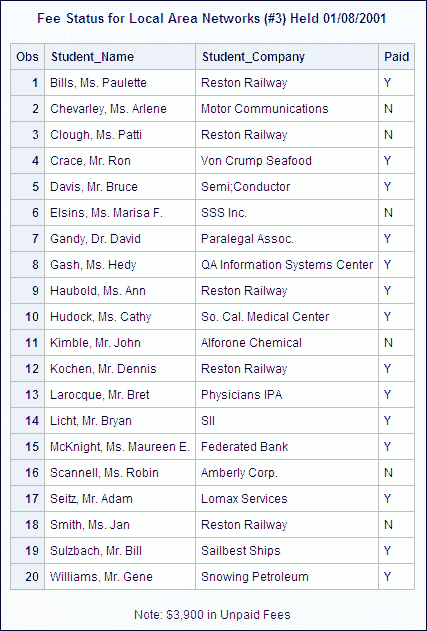 Fee Status for Local Area Networks (#3) Held 01/08/2001
Obs Student_Name Student_Company Paid
1 Bills, Ms. Paulette Reston Railway Y
2 Chevarley, Ms. Arlene Motor Communications N
3 Clough, Ms. Patti Reston Railway N
4 Crace, Mr. Ron Von Crump Seafood Y
5 Davis, Mr. Bruce Semi;Conductor Y
6 Elsins, Ms. Marisa F. SSS Inc. N
7 Gandy, Dr. David Paralegal Assoc. Y
8 Gash, Ms. Hedy QA Information Systems Center Y
9 Haubold, Ms. Ann Reston Railway Y
10 Hudock, Ms. Cathy So. Cal. Medical Center Y
11 Kimble, Mr. John Alforone Chemical N
12 Kochen, Mr. Dennis Reston Railway Y
13 Larocque, Mr. Bret Physicians IPA Y
14 Licht, Mr. Bryan SII Y
15 McKnight, Ms. Maureen E. Federated Bank Y
16 Scannell, Ms. Robin Amberly Corp. N
17 Seitz, Mr. Adam Lomax Services Y
18 Smith, Ms. Jan Reston Railway N
19 Sulzbach, Mr. Bill Sailbest Ships Y
20 Williams, Mr. Gene Snowing Petroleum Y
Note: $3,900 in Unpaid Fees